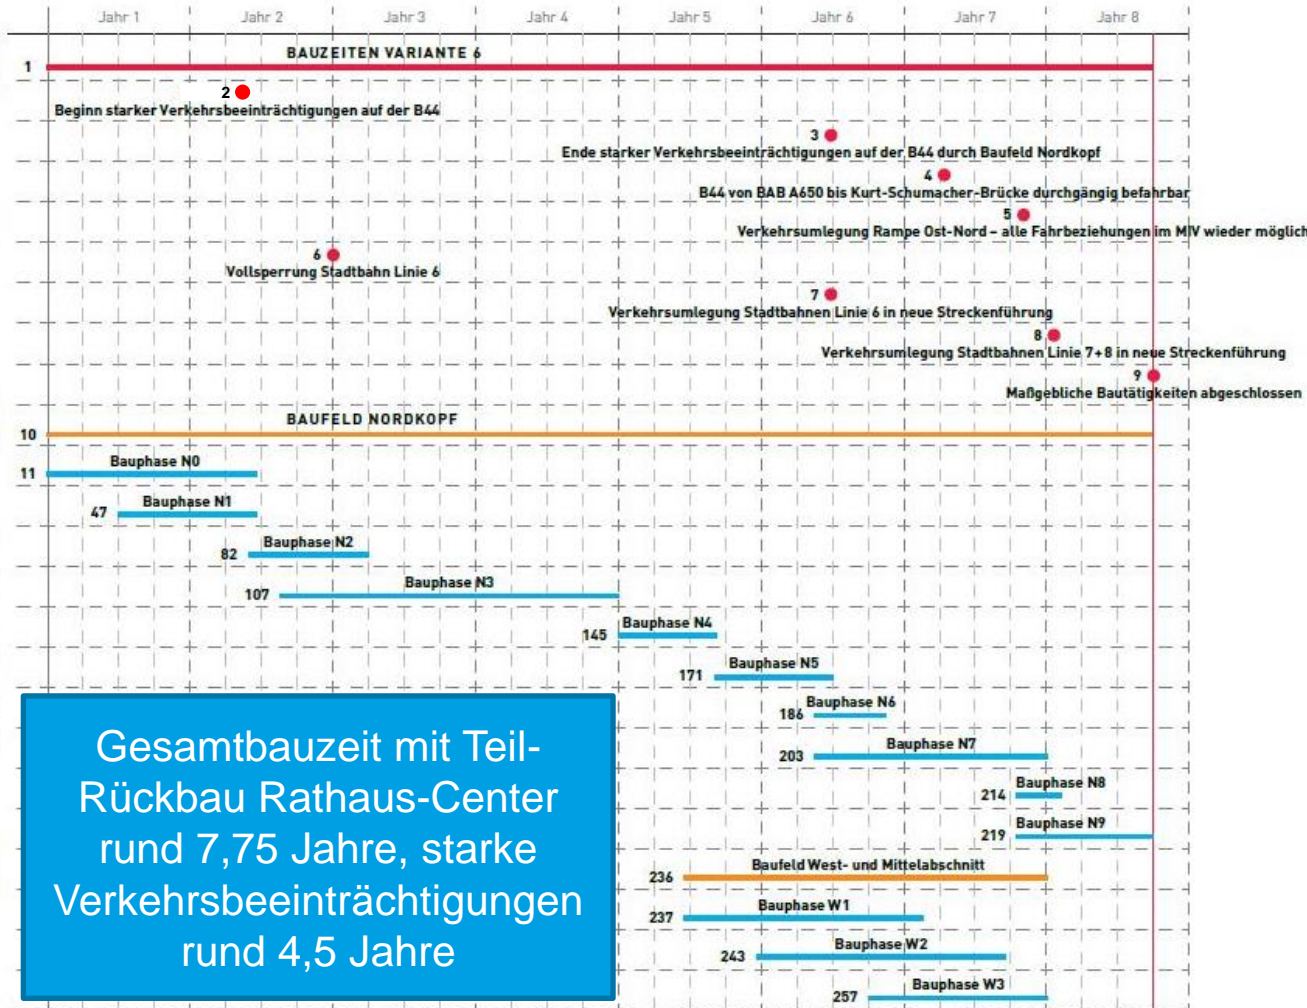 Jahr 1 Jahr 2 Jahr 3 Jahr 4 Jahr 5 Jahr 6 Jahr 7 Jahr 8
BAUZEITEN VARIANTE 6
1
2
Beginn starker Verkehrsbeeinträchtigungen auf der B44
3
Ende starker Verkehrsbeeinträchtigungen auf der B44 durch Baufeld Nordkopf
4
B44 von BAB A650 bis Kurt-Schumacher-Brücke durchgängig befahrbar
5
Verkehrsumlegung Rampe Ost-Nord – alle Fahrbeziehungen im MIV wieder möglich
6
Vollsperrung Stadtbahn Linie 6
7
Verkehrsumlegung Stadtbahnen Linie 6 in neue Streckenführung
8
Verkehrsumlegung Stadtbahnen Linie 7+8 in neue Streckenführung
9
Maßgebliche Bautätigkeiten abgeschlossen
BAUFELD NORDKOPF
10
Bauphase N0
11
Bauphase N1
47
Bauphase N2
82
Bauphase N3
107
Bauphase N4
145
Bauphase N5
171
Bauphase N6
186
Bauphase N7
203
Bauphase N8
214
Bauphase N9
219
Baufeld West- und Mittelabschnitt
236
Bauphase W1
237
Bauphase W2
243
Bauphase W3
257
Gesamtbauzeit mit Teil-
Rückbau Rathaus-Center
rund 7,75 Jahre, starke
Verkehrsbeeinträchtigungen
rund 4,5 Jahre